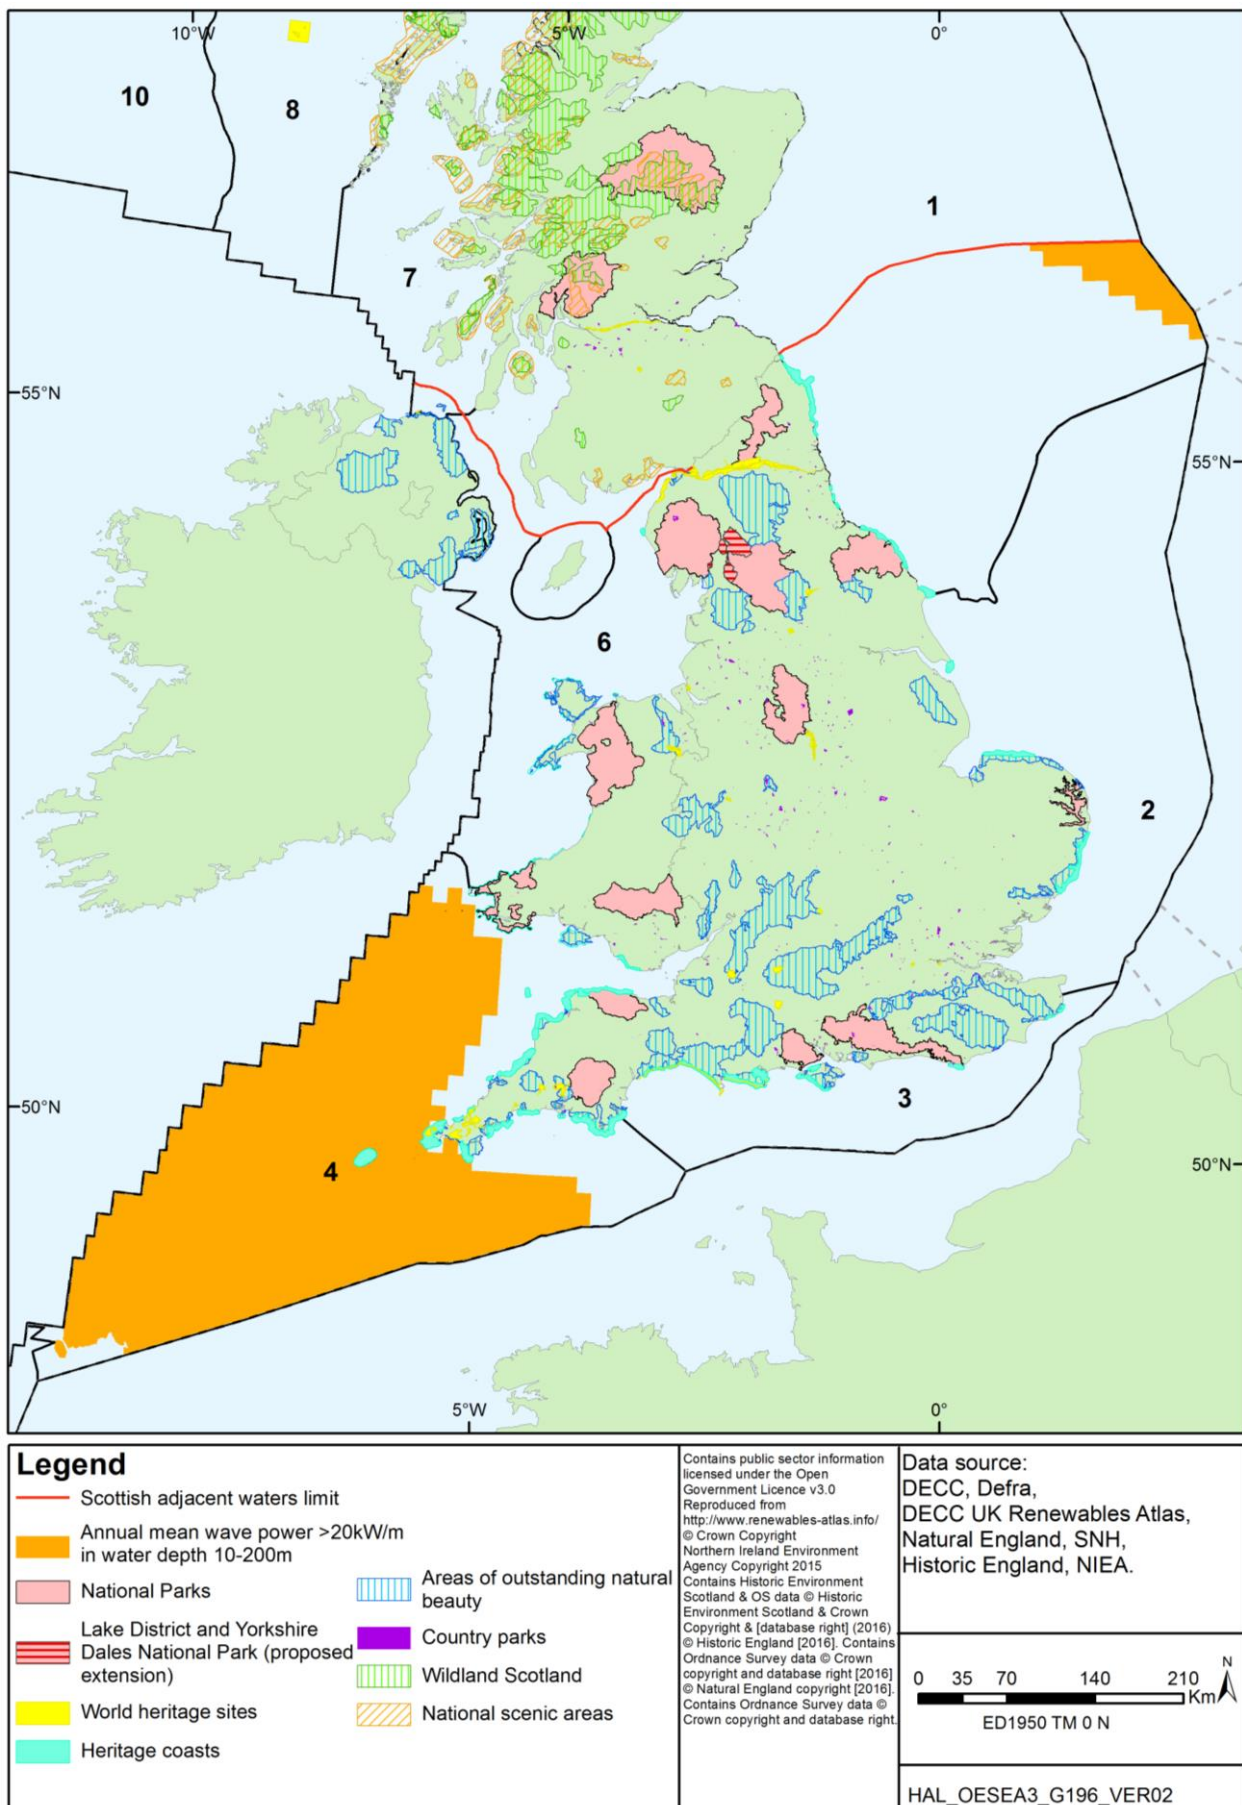 10°W
5°W
0°
10
8
1
7
55°N
55°N
6
2
3
50°N
4
50°N
5°W
0°
Legend
Scottish adjacent waters limit
Annual mean wave power >20kW/m
in water depth 10-200m
National Parks
Lake District and Yorkshire
Dales National Park (proposed
extension)
World heritage sites
Heritage coasts
Areas of outstanding natural
beauty
Country parks
Wildland Scotland
National scenic areas
Contains public sector information
licensed under the Open
Government Licence v3.0
Reproduced from
http://www.renewables-atlas.info/
© Crown Copyright
Northern Ireland Environment
Agency Copyright 2015
Contains Historic Environment
Scotland & OS data © Historic
Environment Scotland & Crown
Copyright & [database right] (2016)
© Historic England [2016]. Contains
Ordnance Survey data © Crown
copyright and database right [2016]
© Natural England copyright [2016].
Contains Ordnance Survey data ©
Crown copyright and database right.
Data source:
DECC, Defra,
DECC UK Renewables Atlas,
Natural England, SNH,
Historic England, NIEA.
N
0 35 70 140 210
Km
ED1950 TM 0 N
HAL_OESEA3_G196_VER02